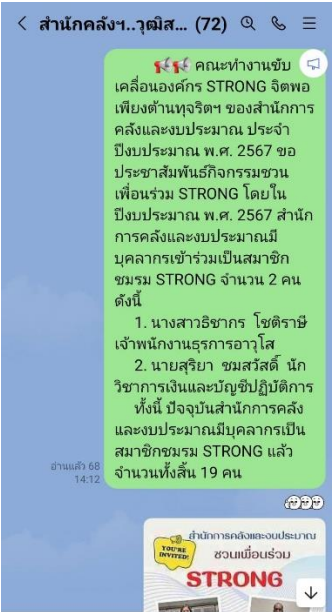 สำนักคลังฯ..วุฒิส... (72)
คณะทำงานขับ
เคลื่อนองค์กร STRONG จิตพอ
เพียงต้านทุจริตฯ ของสำนักการ
คลังและงบประมาณ ประจำ
ปีงบประมาณ พ.ศ. 2567 ขอ
ประชาสัมพันธ์กิจกรรมชวน
เพื่อนร่วม STRONG โดยใน
ปีงบประมาณ พ.ศ. 2567 สำนัก
การคลังและงบประมาณมี
บุคลากรเข้าร่วมเป็นสมาชิก
ชมรม STRONG จำนวน 2 คน
ดังนี้
1. นางสาวธิชากร โชติราษี
เจ้าพนักงานธุรการอาวุโส
2. นายสุริยา ชมสวัสดิ์ นัก
วิชาการเงินและบัญชีปฏิบัติการ
ทั้งนี้ ปัจจุบันสำนักการคลัง
และงบประมาณมีบุคลากรเป็น
สมาชิกชมรม STRONG แล้ว
จำนวนทั้งสิ้น 19 คน
อ่านแล้ว 68
14:12
สำนักการคลังและงบประมาณ
YOU'RE
INVITED!
ชวนเพื่อนร่วม
STRONG